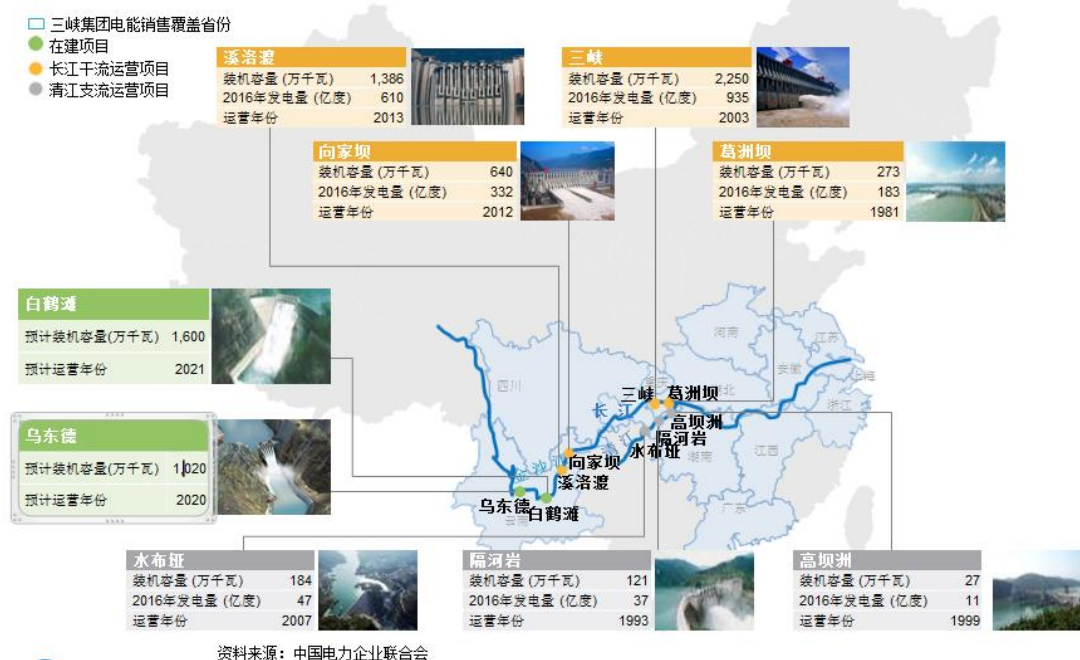 三峡集团电能销售覆盖省份
在建项目
长江干流运营项目
清江支流运营项目
溪洛渡
装机容量 (万千瓦) 1,386
2016年发电量 (亿度) 610
运营年份 2013
三峡
装机容量 (万千瓦) 2,250
2016年发电量 (亿度) 935
运营年份 2003
向家坝
装机容量 (万千瓦) 640
2016年发电量 (亿度) 332
运营年份 2012
葛洲坝
装机容量 (万千瓦) 273
2016年发电量 (亿度) 183
运营年份 1981
白鹤滩
预计装机容量(万千瓦) 1,600
预计运营年份 2021
乌东德
预计装机容量(万千瓦) 1,020
预计运营年份 2020
河南
江苏
安徽
上海
四川
浙江
三峡
葛洲坝
长江
高坝洲
隔河岩
水布垭
清江
湖南
江西
向家坝
溪洛渡
乌东德
白鹤滩
云南
广东
水布垭
装机容量 (万千瓦) 184
2016年发电量 (亿度) 47
运营年份 2007
隔河岩
装机容量 (万千瓦) 121
2016年发电量 (亿度) 37
运营年份 1993
高坝洲
装机容量 (万千瓦) 27
2016年发电量 (亿度) 11
运营年份 1999
资料来源：中国电力企业联合会